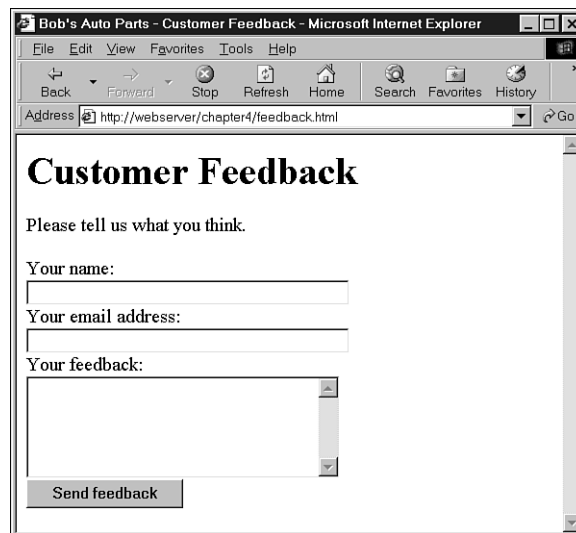 Bob's Auto Parts - Customer Feedback - Microsoft Internet Explorer
File Edit View Favorites Tools Help
Back Forward Stop Refresh Home Search Favorites History »
Address http://webserver/chapter4/feedback.html Go
Customer Feedback
Please tell us what you think.
Your name:
Your email address:
Your feedback:
Send feedback